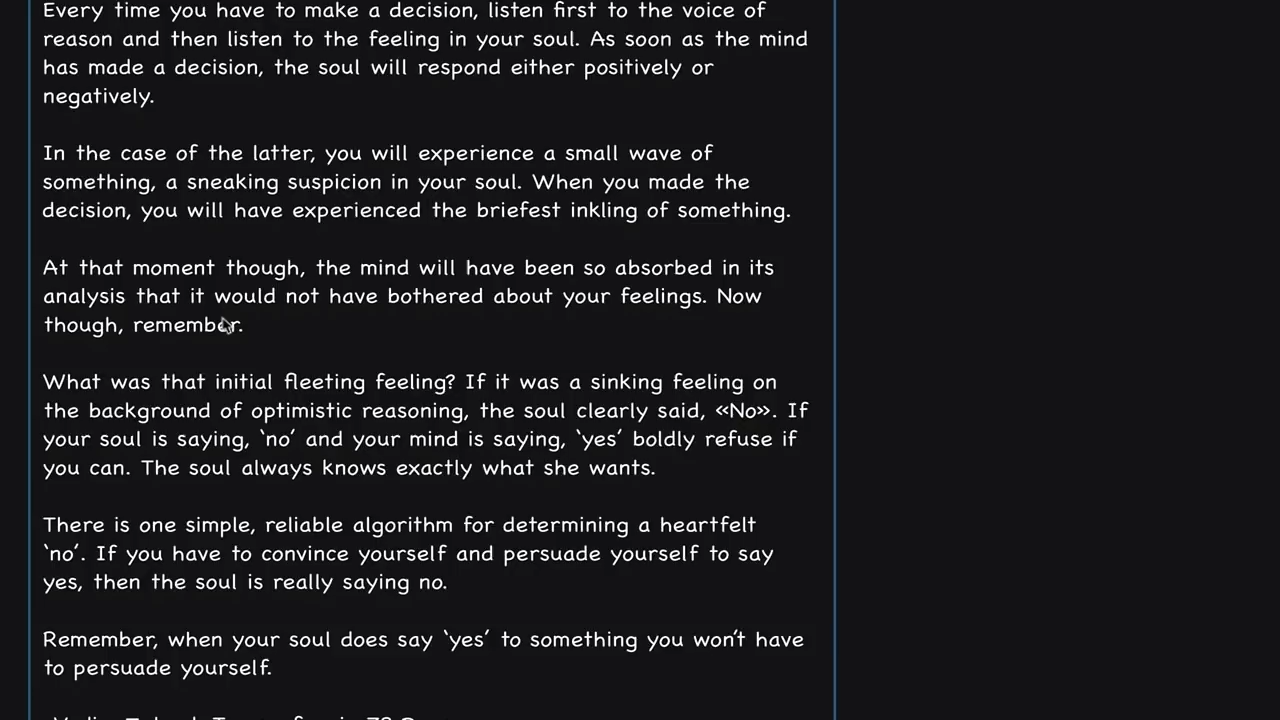 Every time you have to make a decision, listen first to the voice of
reason and then listen to the feeling in your soul. As soon as the mind
has made a decision, the soul will respond either positively or
negatively.
In the case of the latter, you will experience a small wave of
something, a sneaking suspicion in your soul. When you made the
decision, you will have experienced the briefest inkling of something.
At that moment though, the mind will have been so absorbed in its
analysis that it would not have bothered about your feelings. Now
though, remember.
What was that initial fleeting feeling? If it was a sinking feeling on
the background of optimistic reasoning, the soul clearly said, «No». If
your soul is saying, ‘no’ and your mind is saying, ‘yes’ boldly refuse if
you can. The soul always knows exactly what she wants.
There is one simple, reliable algorithm for determining a heartfelt
‘no’. If you have to convince yourself and persuade yourself to say
yes, then the soul is really saying no.
Remember, when your soul does say ‘yes’ to something you won’t have
to persuade yourself.